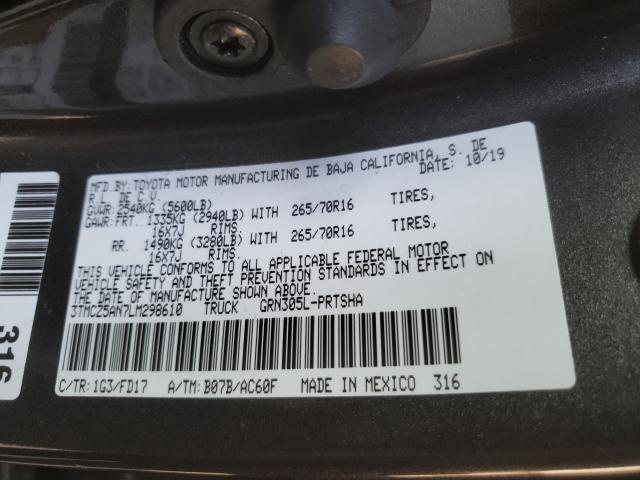 MFD.BY:TOYOTA MOTOR MANUFACTURING DE BAJA CALIFORNIA, S. DE
R.L. DE C.V. DATE: 10/19
GVWR: 2540KG (5600LB)
GAWR:FRT. 1335KG (2940LB) WITH 265/70R16 TIRES,
16X7J RIMS.
RR. 1490KG (3280LB) WITH 265/70R16 TIRES,
16X7J RIMS.
THIS VEHICLE CONFORMS TO ALL APPLICABLE FEDERAL MOTOR
VEHICLE SAFETY AND THEFT PREVENTION STANDARDS IN EFFECT ON
THE DATE OF MANUFACTURE SHOWN ABOVE.
3TMCZ5AN7LM298610 TRUCK GRN305L-PRTSHA
C/TR: 1G3/FD17 A/TM: B07B/AC60F MADE IN MEXICO 316
316